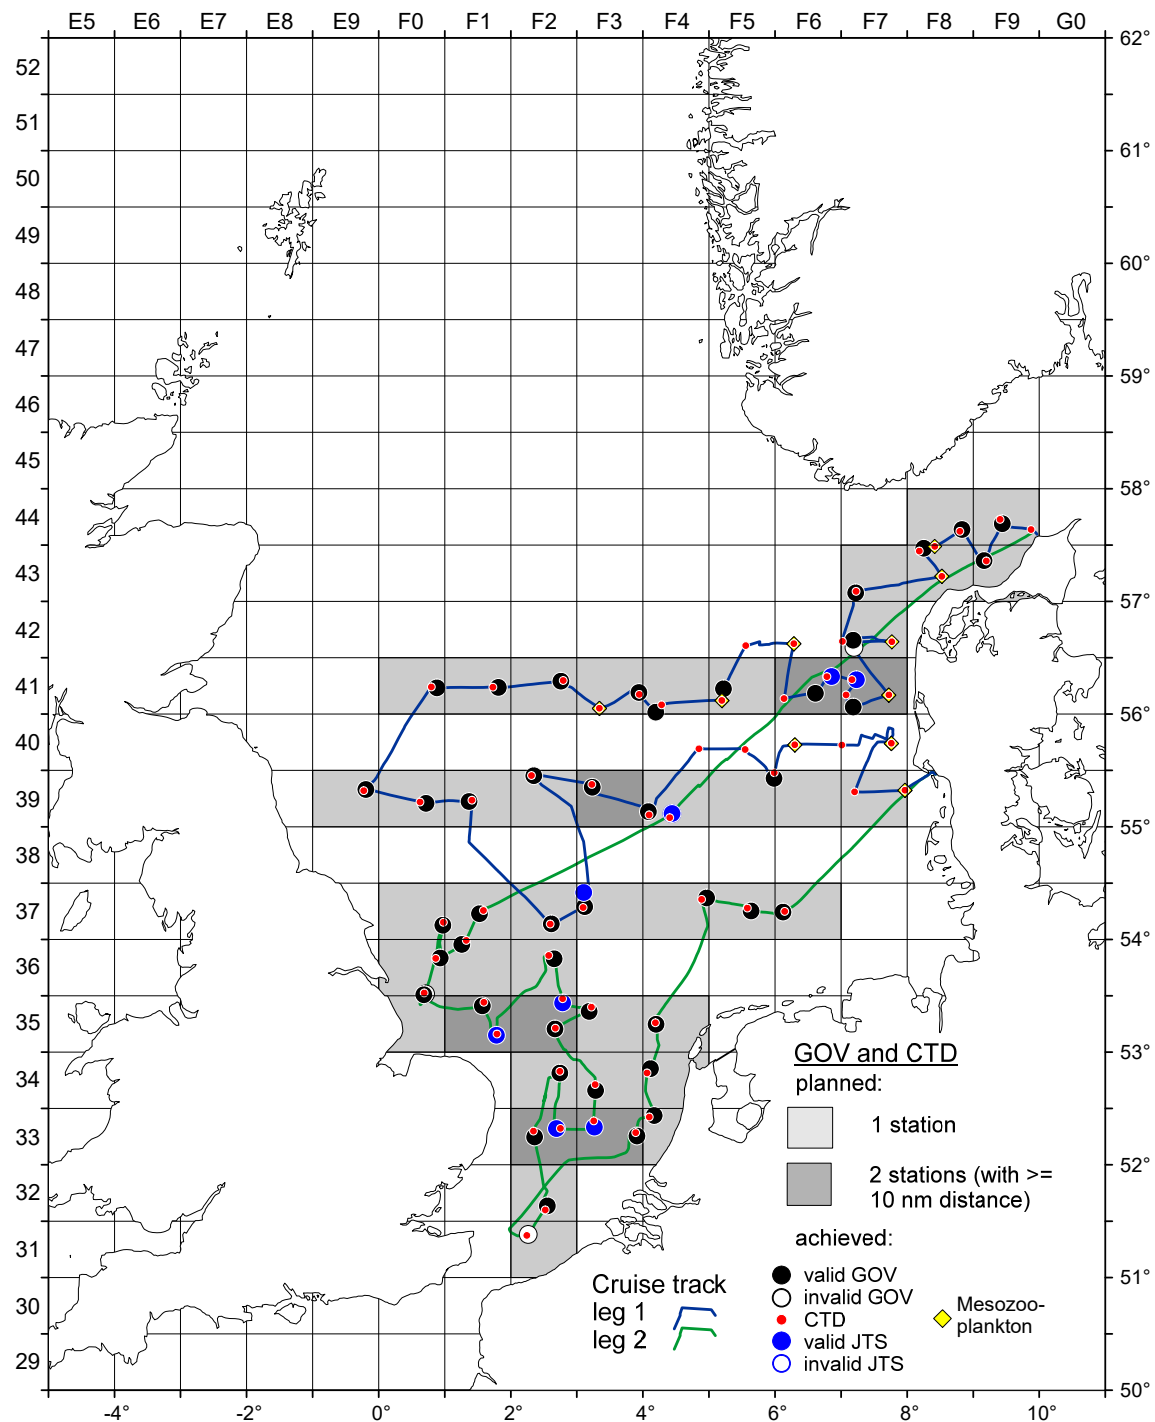 E5 E6 E7 E8 E9 F0 F1 F2 F3 F4 F5 F6 F7 F8 F9 G0
62°
52
51
61°
50
49
60°
48
47
59°
46
45
58°
44
43
57°
42
41
56°
40
39
55°
38
37
54°
36
35
53°
34
33
52°
32
31
51°
30
29
50°
-4° -2° 0° 2° 4° 6° 8° 10°
GOV and CTD
planned:
1 station
2 stations (with >=
10 nm distance)
achieved:
valid GOV
invalid GOV
CTD
valid JTS
invalid JTS
Mesozoo-
plankton
Cruise track
leg 1
leg 2